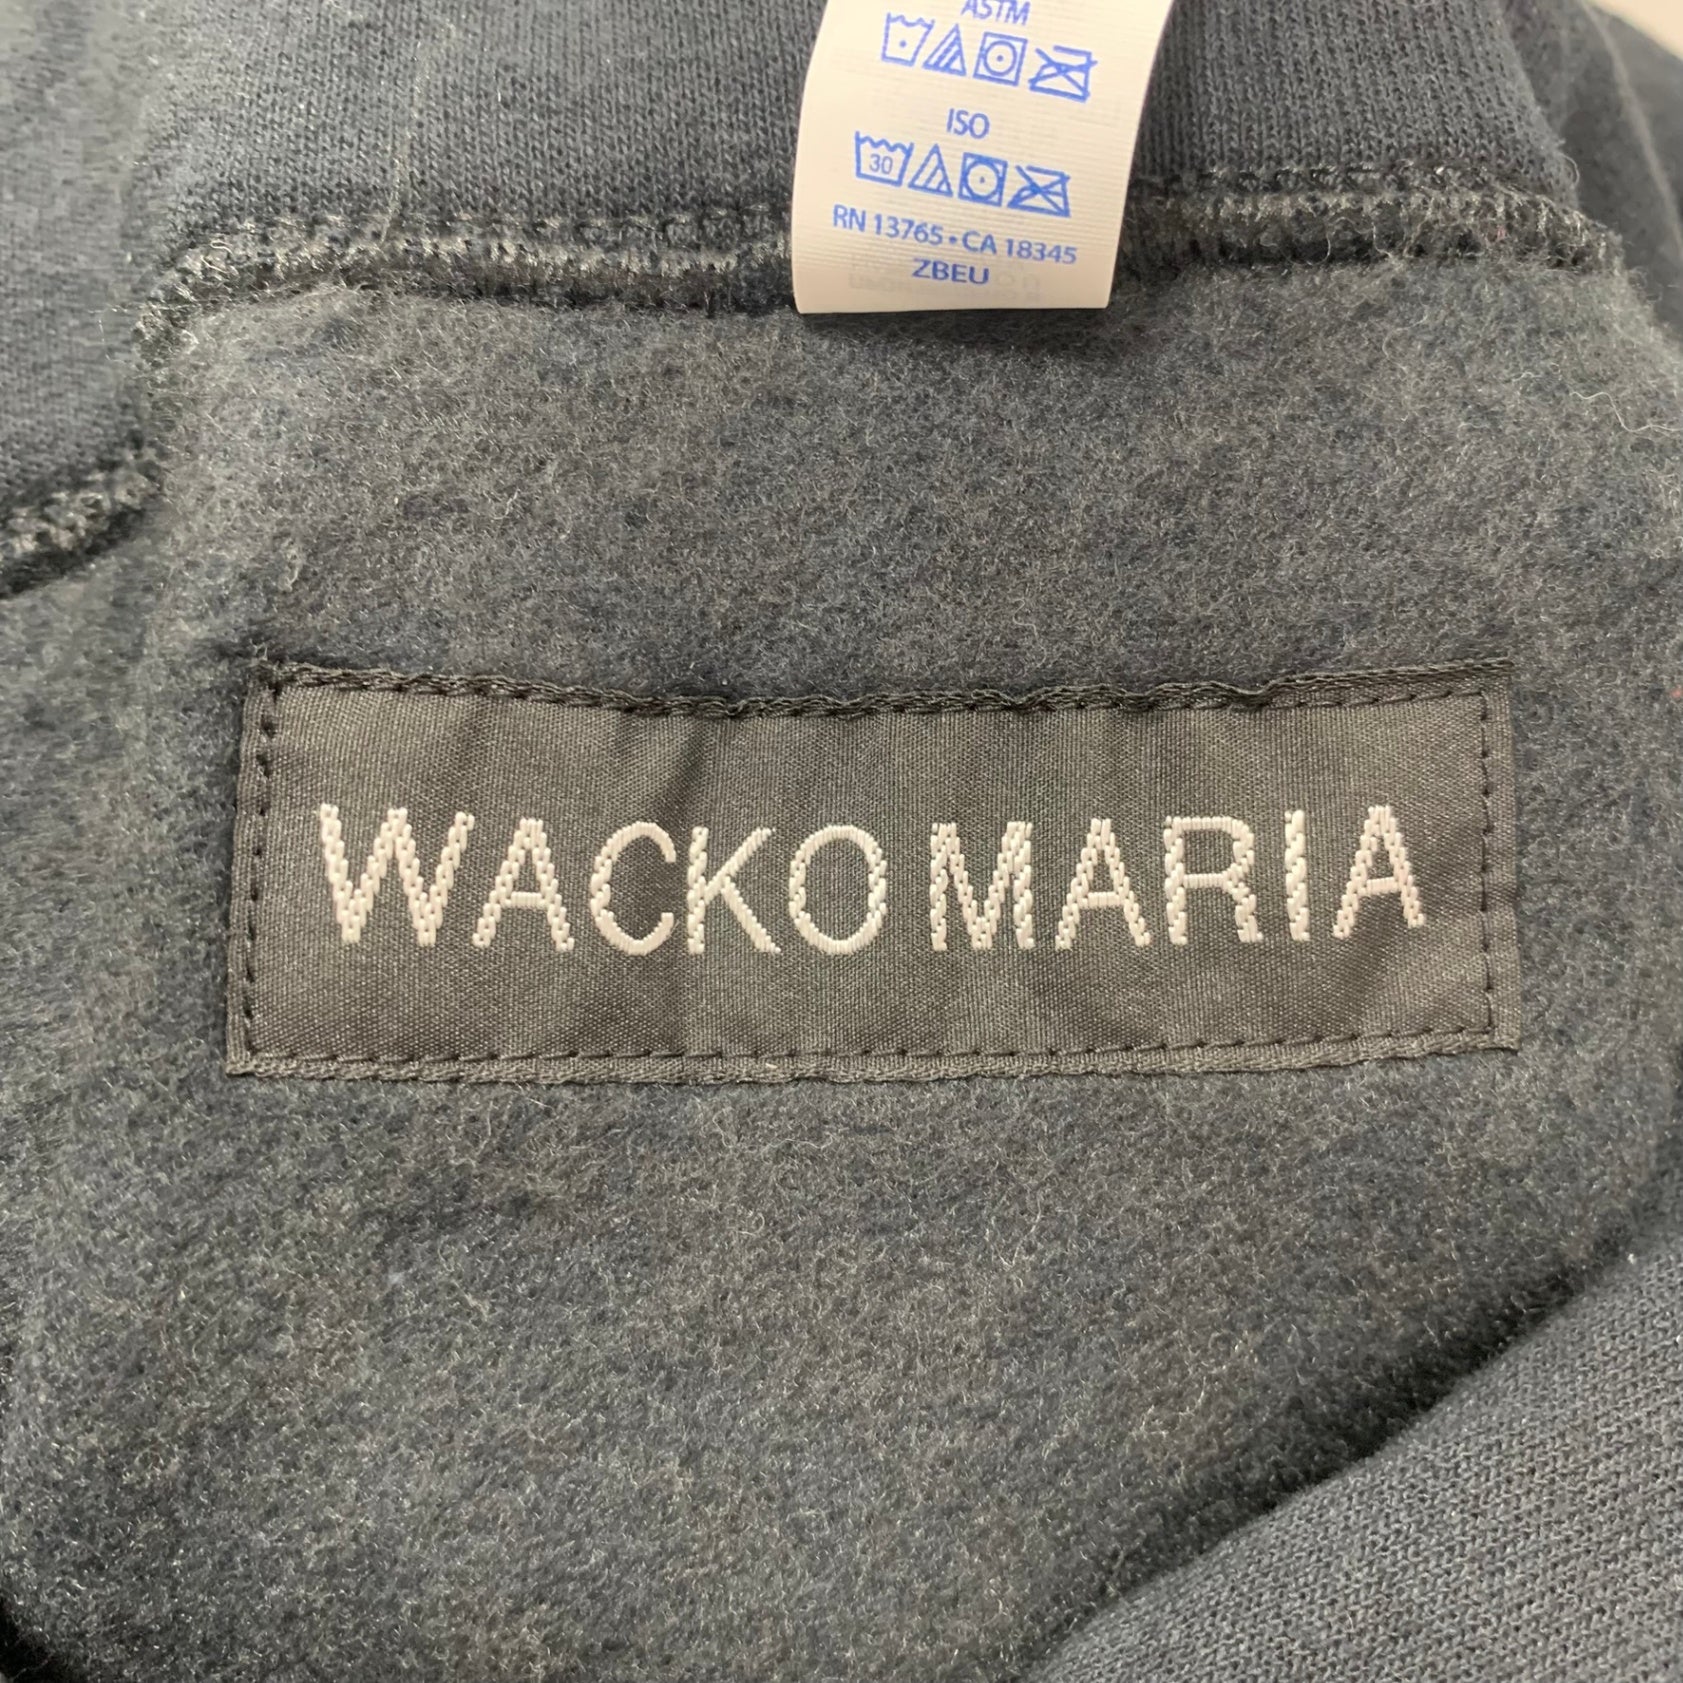 ASTM
ISO
30
RN 13765 • CA 18345
ZBEU
WACKO MARIA